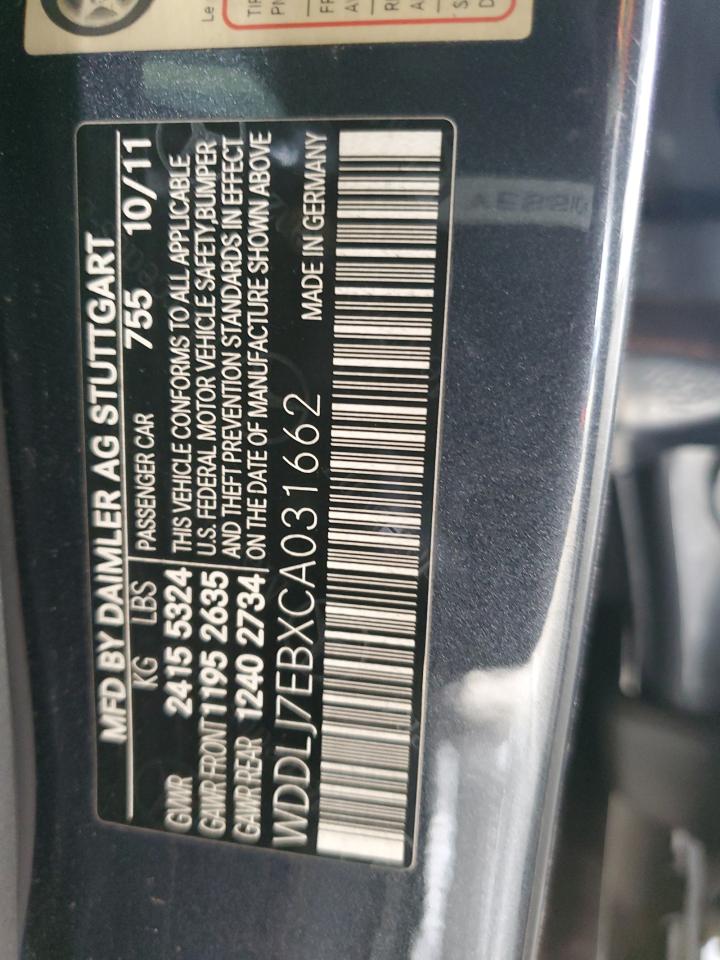 MFD BY DAIMLER AG STUTTGART
KG LBS PASSENGER CAR 755 10/11
GVWR 2415 5324 THIS VEHICLE CONFORMS TO ALL APPLICABLE
GAWR FRONT 1195 2635 U.S. FEDERAL MOTOR VEHICLE SAFETY,BUMPER
AND THEFT PREVENTION STANDARDS IN EFFECT
GAWR REAR 1240 2734 ON THE DATE OF MANUFACTURE SHOWN ABOVE
WDDLJ7EBXCA031662 MADE IN GERMANY